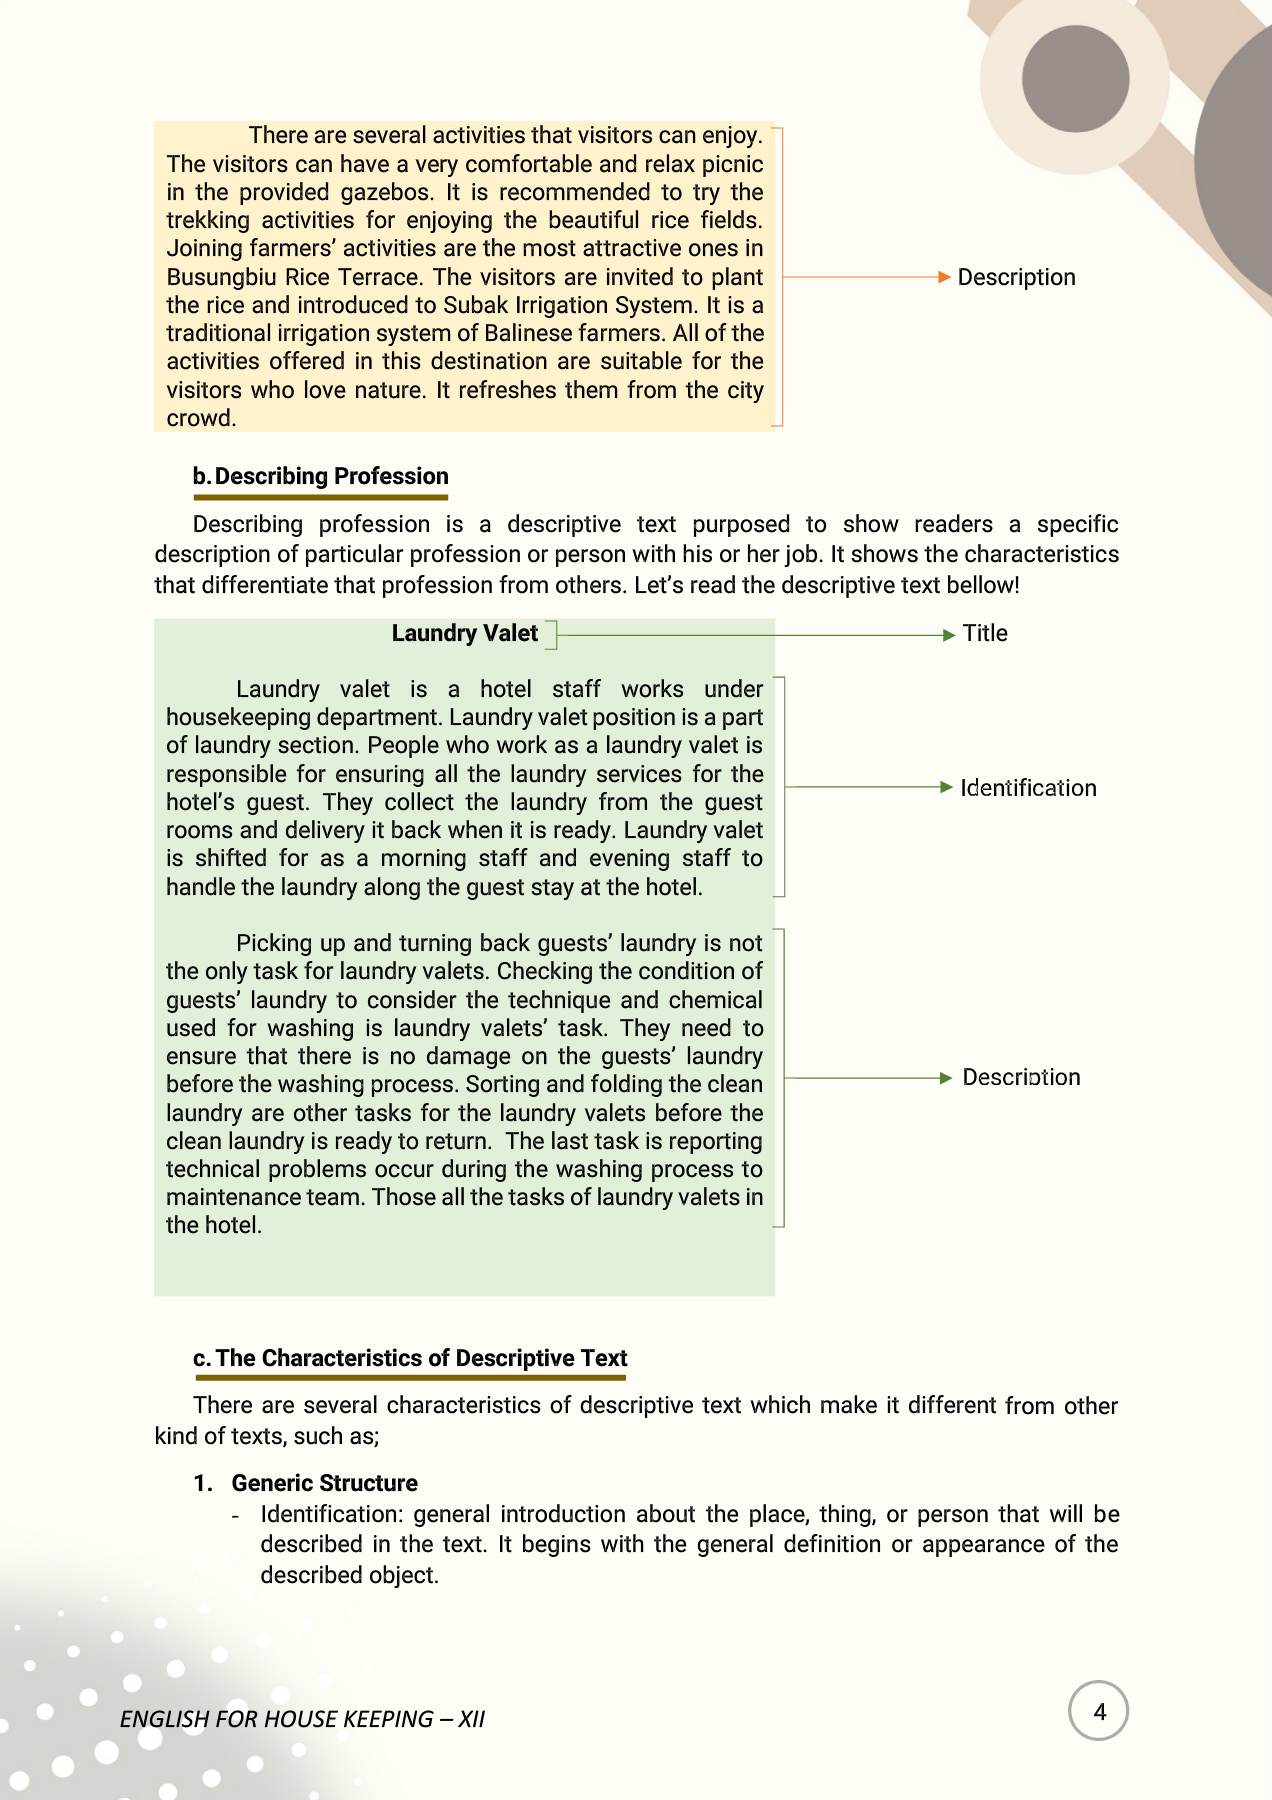 There are several activities that visitors can enjoy.
The visitors can have a very comfortable and relax picnic
in the provided gazebos. It is recommended to try the
trekking activities for enjoying the beautiful rice fields.
Joining farmers’ activities are the most attractive ones in
Busungbiu Rice Terrace. The visitors are invited to plant
the rice and introduced to Subak Irrigation System. It is a
traditional irrigation system of Balinese farmers. All of the
activities offered in this destination are suitable for the
visitors who love nature. It refreshes them from the city
crowd.
Description
b. Describing Profession
Describing profession is a descriptive text purposed to show readers a specific
description of particular profession or person with his or her job. It shows the characteristics
that differentiate that profession from others. Let’s read the descriptive text bellow!
Laundry Valet
Title
Laundry valet is a hotel staff works under
housekeeping department. Laundry valet position is a part
of laundry section. People who work as a laundry valet is
responsible for ensuring all the laundry services for the
hotel’s guest. They collect the laundry from the guest
rooms and delivery it back when it is ready. Laundry valet
is shifted for as a morning staff and evening staff to
handle the laundry along the guest stay at the hotel.
Identification
Picking up and turning back guests’ laundry is not
the only task for laundry valets. Checking the condition of
guests’ laundry to consider the technique and chemical
used for washing is laundry valets’ task. They need to
ensure that there is no damage on the guests’ laundry
before the washing process. Sorting and folding the clean
laundry are other tasks for the laundry valets before the
clean laundry is ready to return. The last task is reporting
technical problems occur during the washing process to
maintenance team. Those all the tasks of laundry valets in
the hotel.
Description
c. The Characteristics of Descriptive Text
There are several characteristics of descriptive text which make it different from other
kind of texts, such as;
1. Generic Structure
- Identification: general introduction about the place, thing, or person that will be
described in the text. It begins with the general definition or appearance of the
described object.
ENGLISH FOR HOUSE KEEPING – XII
4